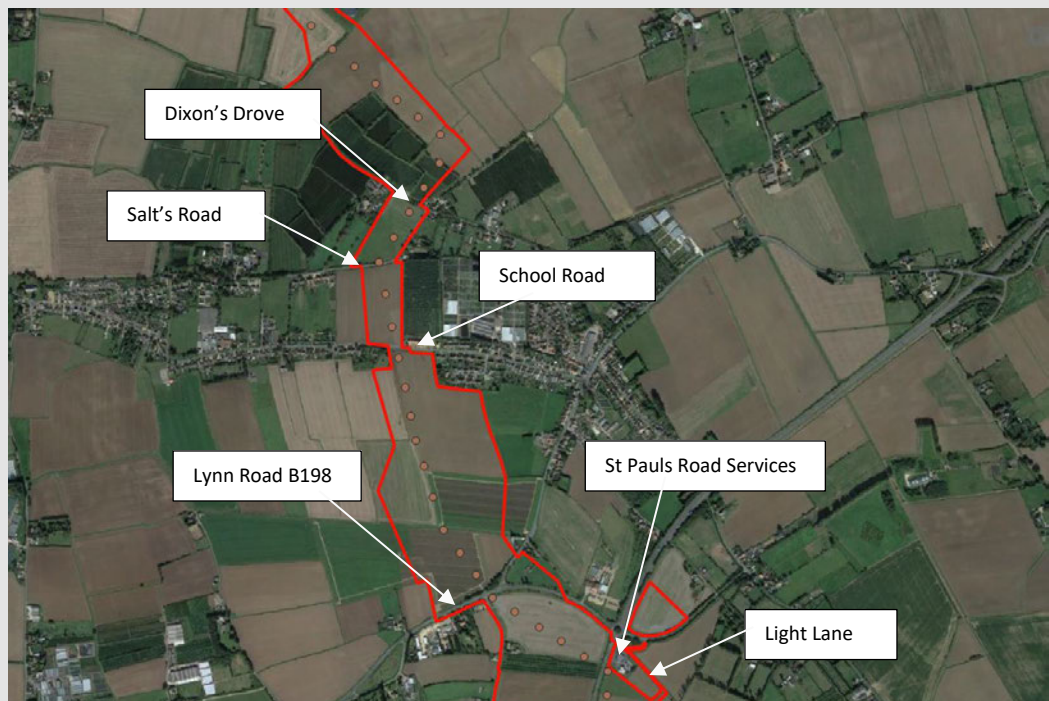 Dixon’s Drove
Salt’s Road
School Road
Lynn Road B198
St Pauls Road Services
Light Lane